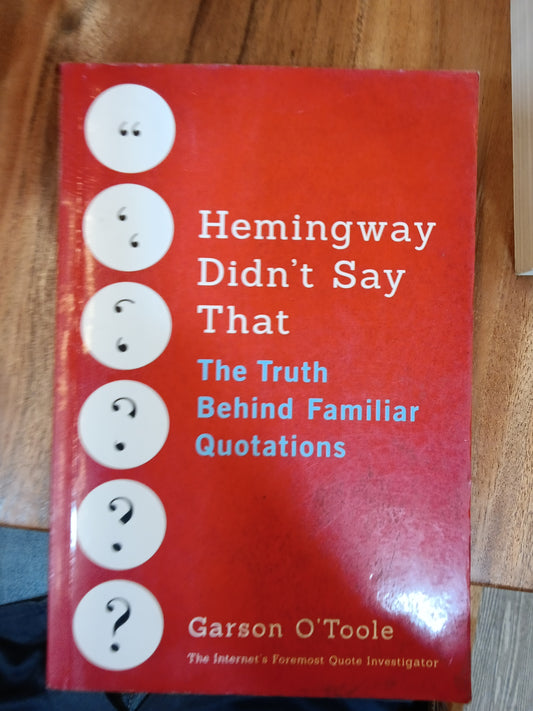 “
Hemingway
Didn't Say
That
The Truth
Behind Familiar
Quotations
?
?
?
Garson O'Toole
The Internet's Foremost Quote Investigator